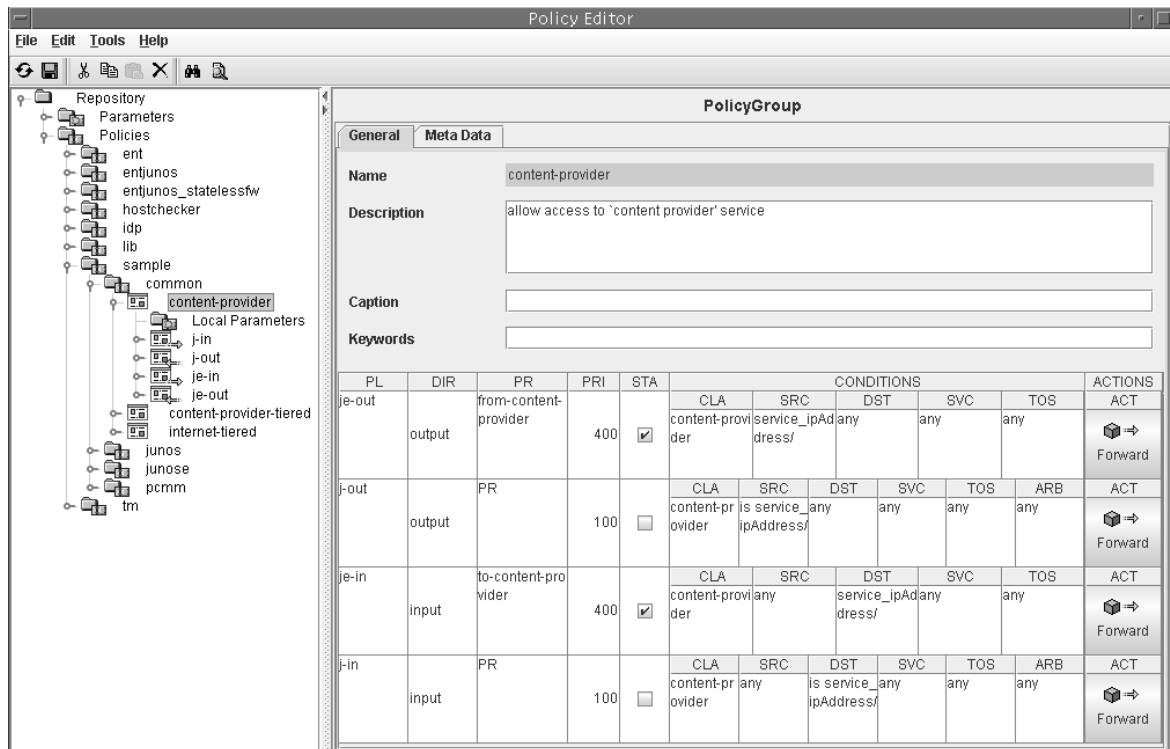 Policy Editor
File Edit Tools Help
Repository
Parameters
Policies
ent
entjunos
entjunos_statelessfw
hostchecker
idp
lib
sample
common
content-provider
Local Parameters
j-in
j-out
je-in
je-out
content-provider-tiered
internet-tiered
junos
junose
pcmm
tm
PolicyGroup
General Meta Data
Name content-provider
Description allow access to `content provider' service
Caption
Keywords
PL DIR PR PRI STA CONDITIONS ACTIONS
je-out from-content- CLA SRC DST SVC TOS ACT
provider content-provi service_ipAd any any any
output 400 der dress/
Forward
j-out PR CLA SRC DST SVC TOS ARB ACT
content-pr is service_ any any any any
output 100 ovider ipAddress/
Forward
je-in to-content-pro CLA SRC DST SVC TOS ACT
vider content-provi any service_ipAd any any
input 400 der dress/
Forward
j-in PR CLA SRC DST SVC TOS ARB ACT
content-pr any is service_ any any any
input 100 ovider ipAddress/
Forward